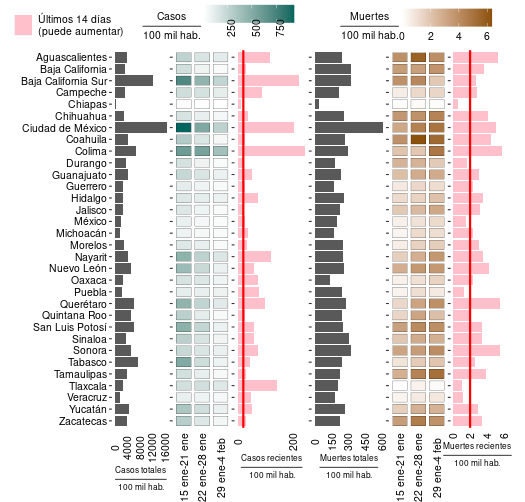 Últimos 14 días
(puede aumentar)
Casos
100 mil hab.
250
500
750
Muertes
100 mil hab.
0 2 4 6
Aguascalientes
Baja California
Baja California Sur
Campeche
Chiapas
Chihuahua
Ciudad de México
Coahuila
Colima
Durango
Guanajuato
Guerrero
Hidalgo
Jalisco
México
Michoacán
Morelos
Nayarit
Nuevo León
Oaxaca
Puebla
Querétaro
Quintana Roo
San Luis Potosí
Sinaloa
Sonora
Tabasco
Tamaulipas
Tlaxcala
Veracruz
Yucatán
Zacatecas
0
4000
8000
12000
16000
Casos totales
100 mil hab.
15 ene-21 ene
22 ene-28 ene
29 ene-4 feb
0
200
Casos recientes
100 mil hab.
0
150
300
450
600
Muertes totales
100 mil hab.
15 ene-21 ene
22 ene-28 ene
29 ene-4 feb
0 2 4 6
Muertes recientes
100 mil hab.